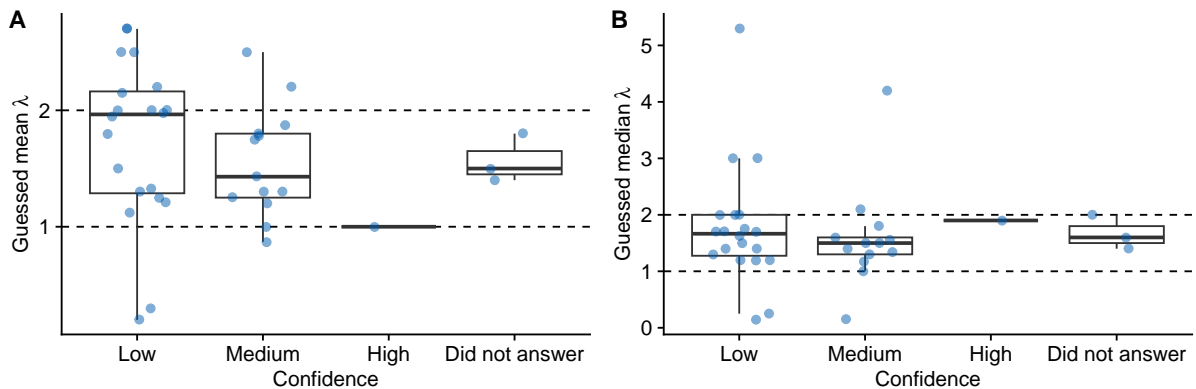 A
Guessed mean λ
2
1
Low
Medium
High
Did not answer
Confidence
B
Guessed median λ
5
4
3
2
1
0
Low
Medium
High
Did not answer
Confidence